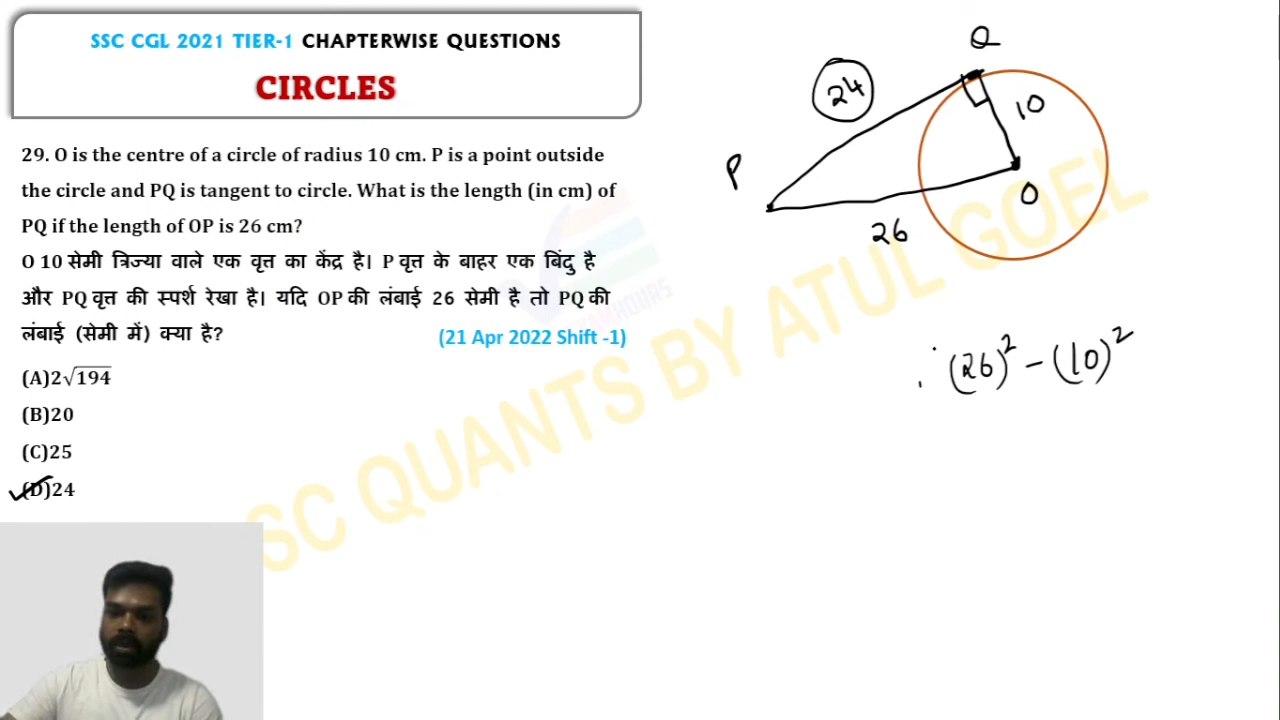 SSC CGL 2021 TIER-1 CHAPTERWISE QUESTIONS
CIRCLES
29. O is the centre of a circle of radius 10 cm. P is a point outside
the circle and PQ is tangent to circle. What is the length (in cm) of
PQ if the length of OP is 26 cm?
O 10 सेमी त्रिज्या वाले एक वृत्त का केंद्र है। P वृत्त के बाहर एक बिंदु है
और PQ वृत्त की स्पर्श रेखा है। यदि OP की लंबाई 26 सेमी है तो PQ की
लंबाई (सेमी में) क्या है?
(21 Apr 2022 Shift -1)
(A)2√194
(B)20
(C)25
(D)24
Q
24
10
P
O
26
(26)² - (10)²
SC QUANTS BY ATUL GOEL